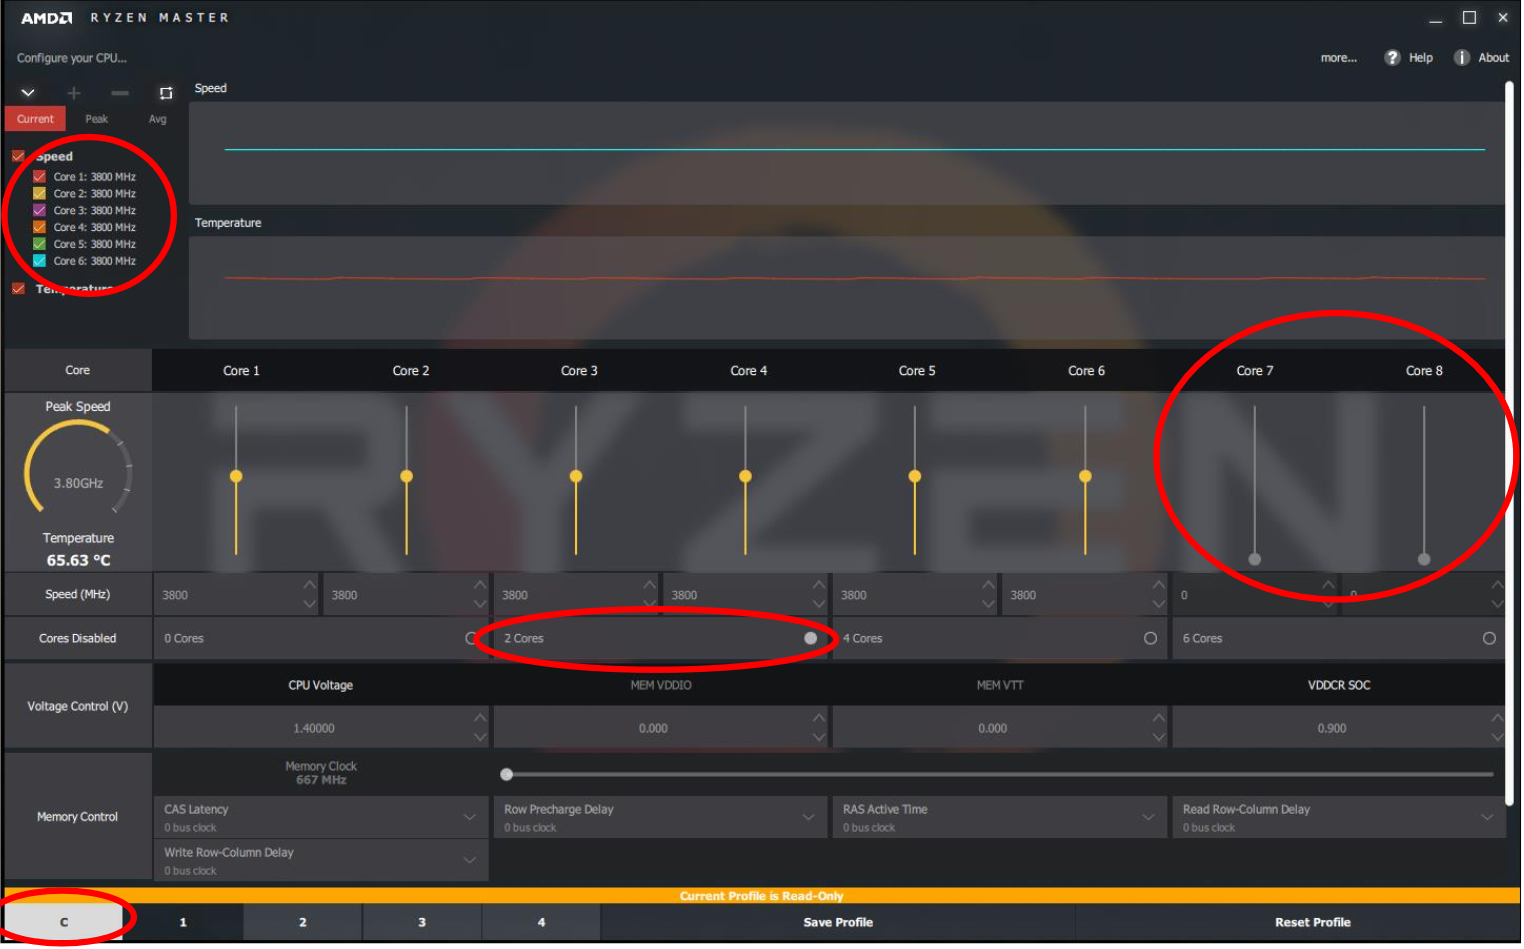 AMD RYZEN MASTER
Configure your CPU...
more... ? Help i About
Speed
Current Peak Avg
Speed
Core 1: 3800 MHz
Core 2: 3800 MHz
Core 3: 3800 MHz
Core 4: 3800 MHz
Core 5: 3800 MHz
Core 6: 3800 MHz
Temperature
Temperature
Core Core 1 Core 2 Core 3 Core 4 Core 5 Core 6 Core 7 Core 8
Peak Speed
3.80GHz
Temperature
65.63 °C
RYZEN
Speed (MHz) 3800 3800 3800 3800 3800 3800 0 0
Cores Disabled 0 Cores 2 Cores 4 Cores 6 Cores
Voltage Control (V)
CPU Voltage MEM VDDIO MEM VTT VDDCR SOC
1.40000 0.000 0.000 0.900
Memory Control
Memory Clock
667 MHz
CAS Latency Row Precharge Delay RAS Active Time Read Row-Column Delay
0 bus clock 0 bus clock 0 bus clock 0 bus clock
Write Row-Column Delay
0 bus clock
Current Profile is Read-Only
C 1 2 3 4 Save Profile Reset Profile